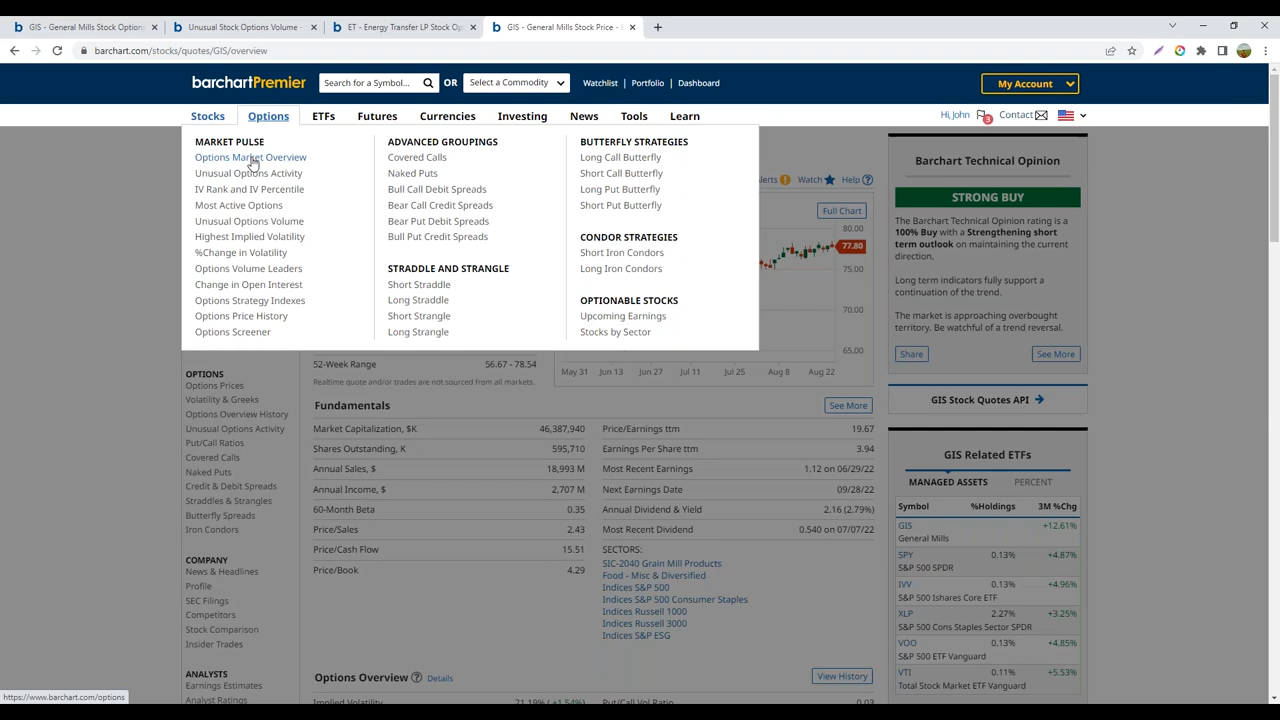 GIS - General Mills Stock Options
Unusual Stock Options Volume -
ET - Energy Transfer LP Stock Op
GIS - General Mills Stock Price -
barchart.com/stocks/quotes/GIS/overview
barchartPremier
Search for a Symbol...
OR
Select a Commodity
Watchlist | Portfolio | Dashboard
My Account
Stocks Options ETFs Futures Currencies Investing News Tools Learn
Hi, John 3 Contact
MARKET PULSE
Options Market Overview
Unusual Options Activity
IV Rank and IV Percentile
Most Active Options
Unusual Options Volume
Highest Implied Volatility
%Change in Volatility
Options Volume Leaders
Change in Open Interest
Options Strategy Indexes
Options Price History
Options Screener
ADVANCED GROUPINGS
Covered Calls
Naked Puts
Bull Call Debit Spreads
Bear Call Credit Spreads
Bear Put Debit Spreads
Bull Put Credit Spreads
STRADDLE AND STRANGLE
Short Straddle
Long Straddle
Short Strangle
Long Strangle
BUTTERFLY STRATEGIES
Long Call Butterfly
Short Call Butterfly
Long Put Butterfly
Short Put Butterfly
CONDOR STRATEGIES
Short Iron Condors
Long Iron Condors
OPTIONABLE STOCKS
Upcoming Earnings
Stocks by Sector
Watch Help
Full Chart
80.00
77.80
75.00
70.00
65.00
May 31 Jun 13 Jun 27 Jul 11 Jul 25 Aug 8 Aug 22
52-Week Range 56.67 - 78.54
Realtime quote and/or trades are not sourced from all markets.
OPTIONS
Options Prices
Volatility & Greeks
Options Overview History
Unusual Options Activity
Put/Call Ratios
Covered Calls
Naked Puts
Credit & Debit Spreads
Straddles & Strangles
Butterfly Spreads
Iron Condors
COMPANY
News & Headlines
Profile
SEC Filings
Competitors
Stock Comparison
Insider Trades
ANALYSTS
Earnings Estimates
Analyst Ratings
Fundamentals
See More
Market Capitalization, $K 46,387,940
Shares Outstanding, K 595,710
Annual Sales, $ 18,993 M
Annual Income, $ 2,707 M
60-Month Beta 0.35
Price/Sales 2.43
Price/Cash Flow 15.51
Price/Book 4.29
Price/Earnings ttm 19.67
Earnings Per Share ttm 3.94
Most Recent Earnings 1.12 on 06/29/22
Next Earnings Date 09/28/22
Annual Dividend & Yield 2.16 (2.79%)
Most Recent Dividend 0.540 on 07/07/22
SECTORS:
SIC-2040 Grain Mill Products
Food - Misc & Diversified
Indices S&P 500
Indices S&P 500 Consumer Staples
Indices Russell 1000
Indices Russell 3000
Indices S&P ESG
Options Overview Details
View History
Implied Volatility 21.19% (+1.54%)
Put/Call Vol Ratio 0.03
Barchart Technical Opinion
STRONG BUY
The Barchart Technical Opinion rating is a
100% Buy with a Strengthening short
term outlook on maintaining the current
direction.
Long term indicators fully support a
continuation of the trend.
The market is approaching overbought
territory. Be watchful of a trend reversal.
Share
See More
GIS Stock Quotes API
GIS Related ETFs
MANAGED ASSETS PERCENT
Symbol %Holdings 3M %Chg
GIS +12.61%
General Mills
SPY 0.13% +4.87%
S&P 500 SPDR
IVV 0.13% +4.96%
S&P 500 Ishares Core ETF
XLP 2.27% +3.25%
S&P 500 Cons Staples Sector SPDR
VOO 0.13% +4.85%
S&P 500 ETF Vanguard
VTI 0.11% +5.53%
Total Stock Market ETF Vanguard
https://www.barchart.com/options